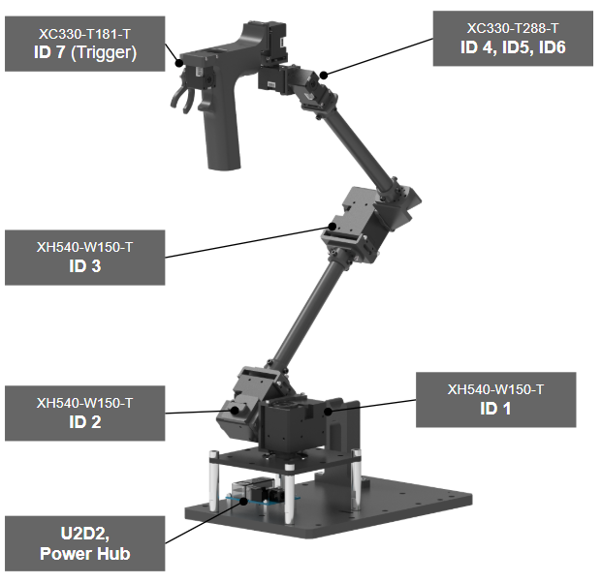 XC330-T181-T
ID 7 (Trigger)
XC330-T288-T
ID 4, ID5, ID6
XH540-W150-T
ID 3
XH540-W150-T
ID 2
XH540-W150-T
ID 1
U2D2,
Power Hub